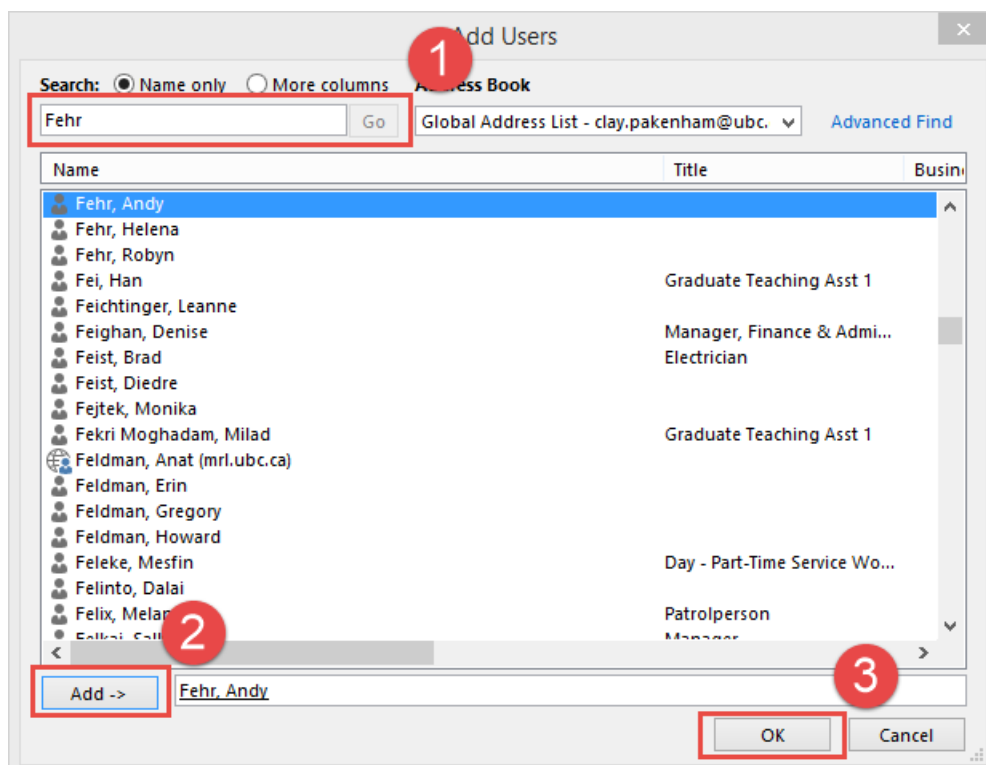 Add Users
1
Search: Name only More columns Address Book
Fehr Go Global Address List - clay.pakenham@ubc. Advanced Find
Name Title Busin
Fehr, Andy
Fehr, Helena
Fehr, Robyn
Fei, Han Graduate Teaching Asst 1
Feichtinger, Leanne
Feighan, Denise Manager, Finance & Admi...
Feist, Brad Electrician
Feist, Diedre
Fejtek, Monika
Fekri Moghadam, Milad Graduate Teaching Asst 1
Feldman, Anat (mrl.ubc.ca)
Feldman, Erin
Feldman, Gregory
Feldman, Howard
Feleke, Mesfin Day - Part-Time Service Wo...
Felinto, Dalai
Felix, Patrolperson
Manager
2
3
Add -> Fehr, Andy
OK Cancel